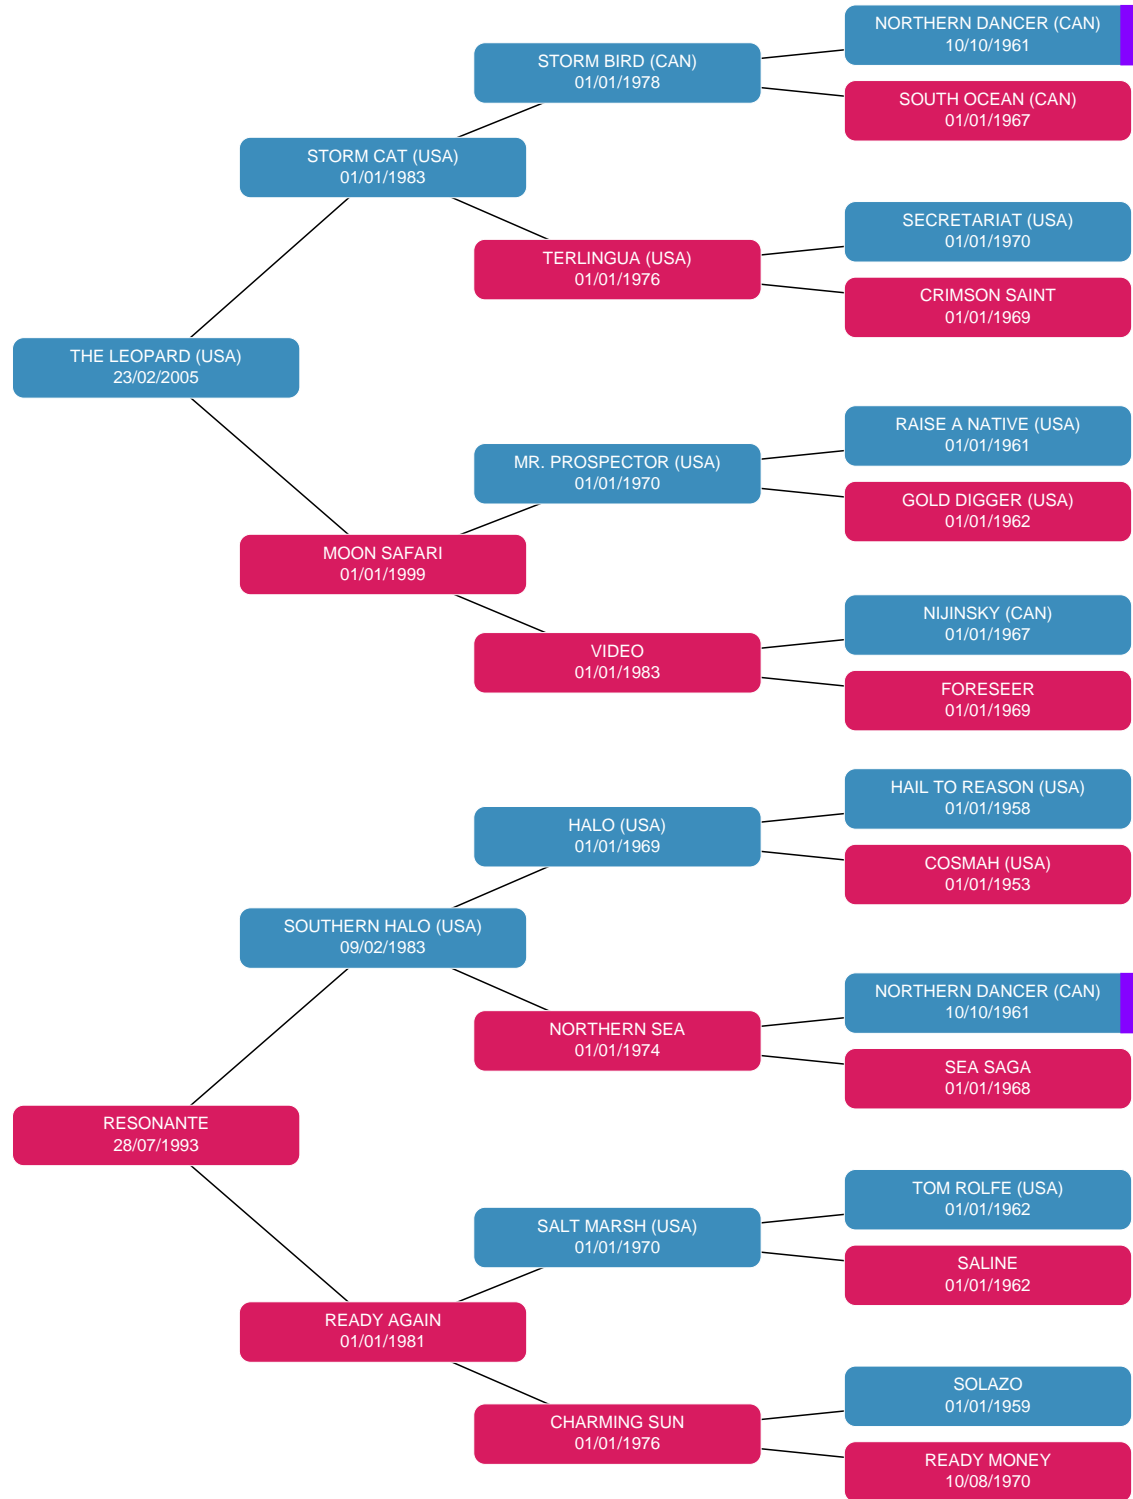 NORTHERN DANCER (CAN)
10/10/1961
STORM BIRD (CAN)
01/01/1978
SOUTH OCEAN (CAN)
01/01/1967
STORM CAT (USA)
01/01/1983
SECRETARIAT (USA)
01/01/1970
TERLINGUA (USA)
01/01/1976
CRIMSON SAINT
01/01/1969
THE LEOPARD (USA)
23/02/2005
RAISE A NATIVE (USA)
01/01/1961
MR. PROSPECTOR (USA)
01/01/1970
GOLD DIGGER (USA)
01/01/1962
MOON SAFARI
01/01/1999
NIJINSKY (CAN)
01/01/1967
VIDEO
01/01/1983
FORESEER
01/01/1969
HAIL TO REASON (USA)
01/01/1958
HALO (USA)
01/01/1969
COSMAH (USA)
01/01/1953
SOUTHERN HALO (USA)
09/02/1983
NORTHERN DANCER (CAN)
10/10/1961
NORTHERN SEA
01/01/1974
SEA SAGA
01/01/1968
RESONANTE
28/07/1993
TOM ROLFE (USA)
01/01/1962
SALT MARSH (USA)
01/01/1970
SALINE
01/01/1962
READY AGAIN
01/01/1981
SOLAZO
01/01/1959
CHARMING SUN
01/01/1976
READY MONEY
10/08/1970